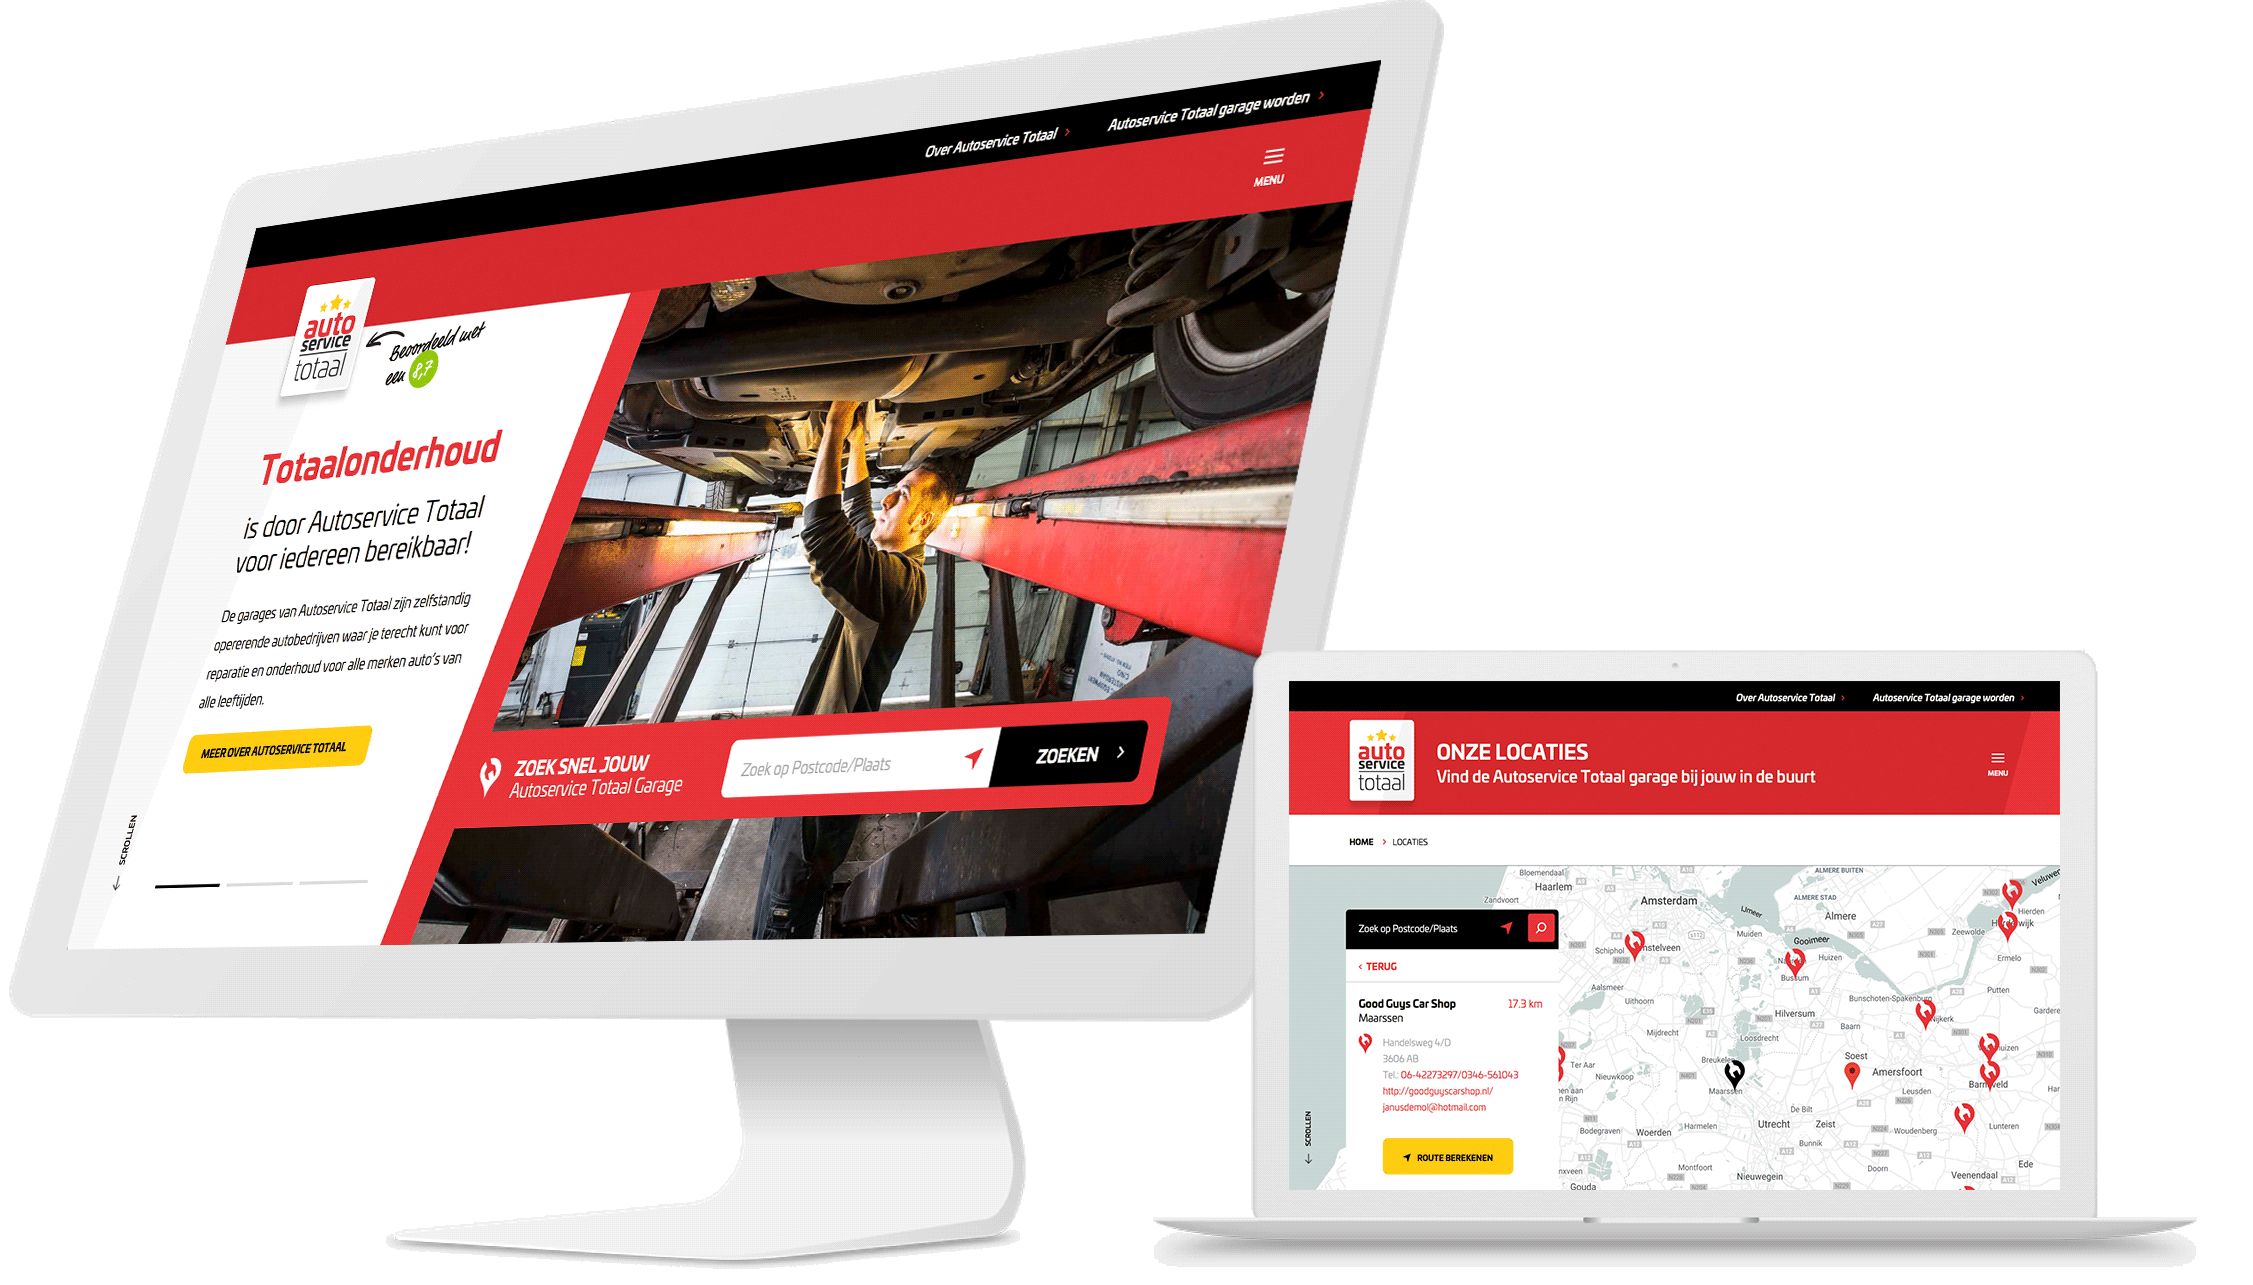 Over Autoservice Totaal
Autoservice Totaal garage worden
MENU
auto
service
totaal
Beoordeeld met
een 8,7
Totaalonderhoud
is door Autoservice Totaal
voor iedereen bereikbaar!
De garages van Autoservice Totaal zijn zelfstandig
opererende autobedrijven waar je terecht kunt voor
reparatie en onderhoud voor alle merken auto's van
alle leeftijden.
MEER OVER AUTOSERVICE TOTAAL
SCROLLEN
ZOEK SNEL JOUW
Autoservice Totaal Garage
Zoek op Postcode/Plaats
ZOEKEN
Over Autoservice Totaal
Autoservice Totaal garage worden
auto
service
totaal
ONZE LOCATIES
Vind de Autoservice Totaal garage bij jouw in de buurt
MENU
HOME
LOCATIES
Zoek op Postcode/Plaats
TERUG
Good Guys Car Shop
17.3 km
Maarssen
Handelsweg 4/D
3606 AB
Tel.: 06-42273297/0346-561043
http://goodguyscarshop.nl/
janusdemol@hotmail.com
ROUTE BEREKENEN
SCROLLEN
Bloemendaal
Haarlem
Zandvoort
Amsterdam
IJmeer
ALMERE BUITEN
ALMERE STAD
Almere
Veluwe
Hierden
Zeewolde
Muiden
Gooimeer
Schiphol
Huizen
Bussum
Ermelo
Aalsmeer
Uithoorn
Bunschoten-Spakenburg
Putten
Hilversum
Nijkerk
Mijdrecht
Loosdrecht
Baarn
Ter Aar
Nieuwkoop
Maarssen
Soest
Amersfoort
Leusden
De Bilt
Bodegraven
Woerden
Harmelen
Utrecht
Zeist
Woudenberg
Lunteren
Bunnik
Montfoort
Nieuwegein
Doorn
Veenendaal
Ede
Gouda